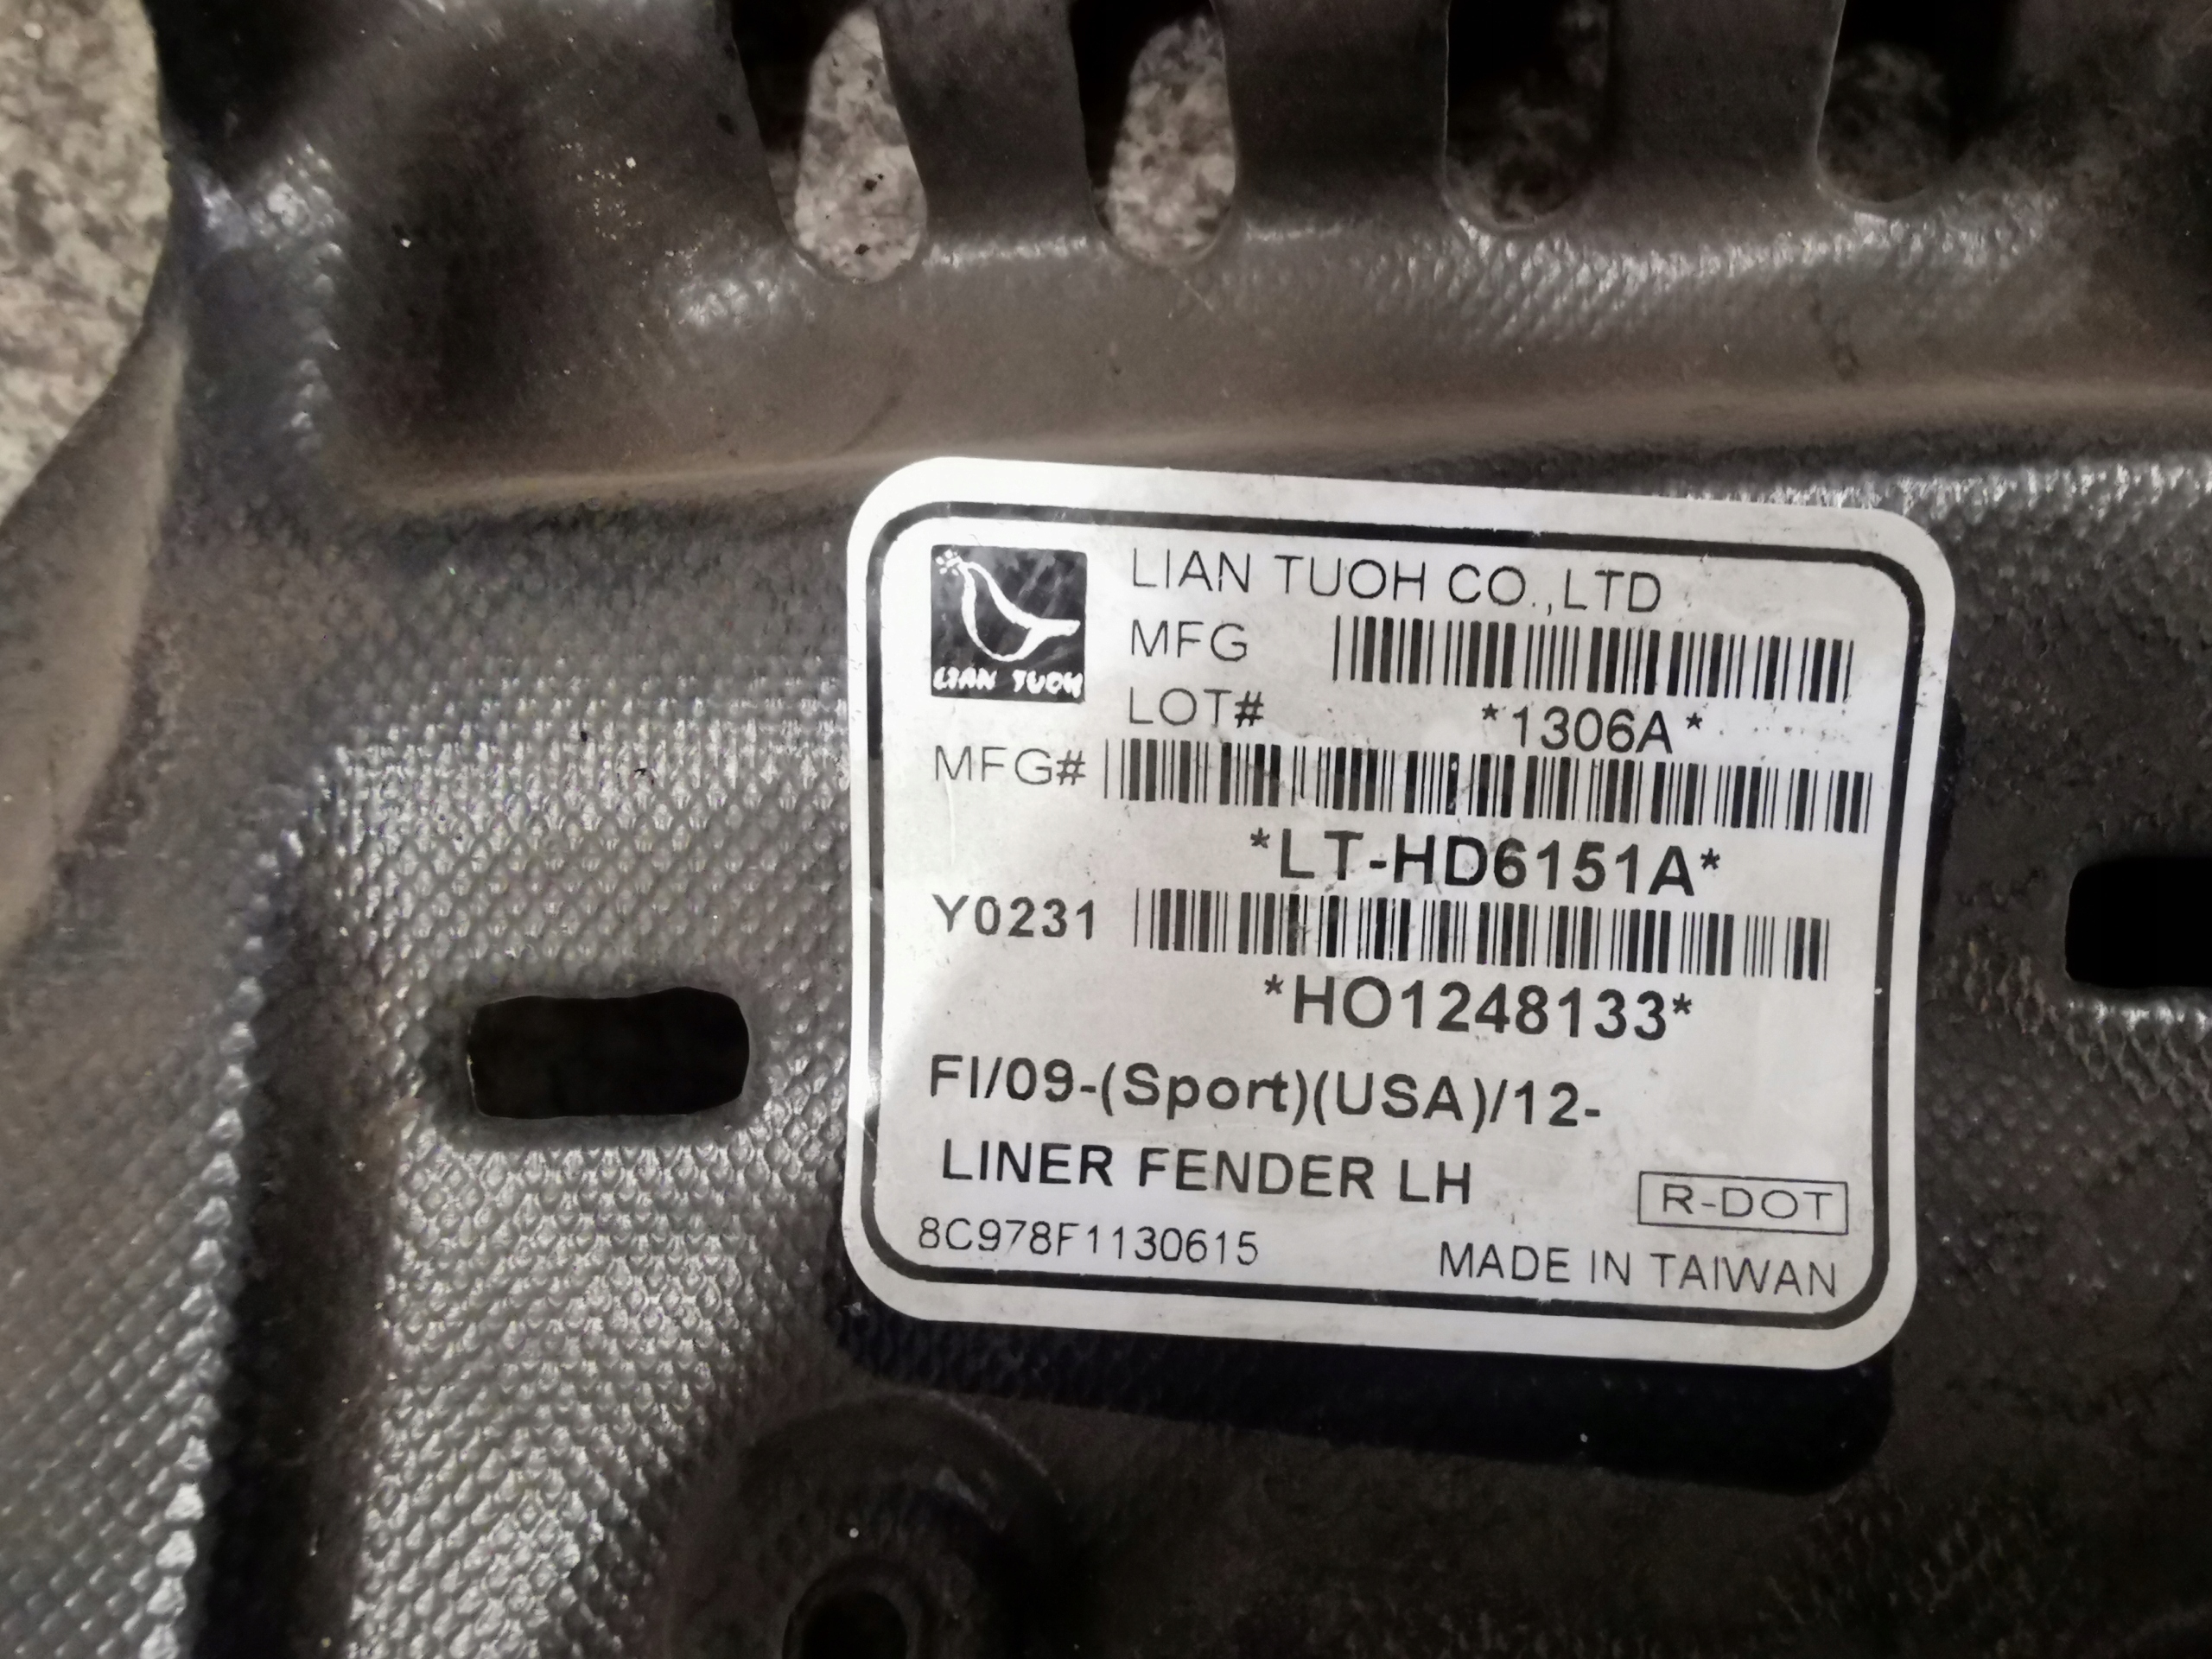 LIAN TUOH CO.,LTD
LIAN TUOH
MFG
LOT#
*1306A*
MFG#
*LT-HD6151A*
Y0231
*HO1248133*
FI/09-(Sport)(USA)/12-
LINER FENDER LH
R-DOT
8C978F1130615
MADE IN TAIWAN